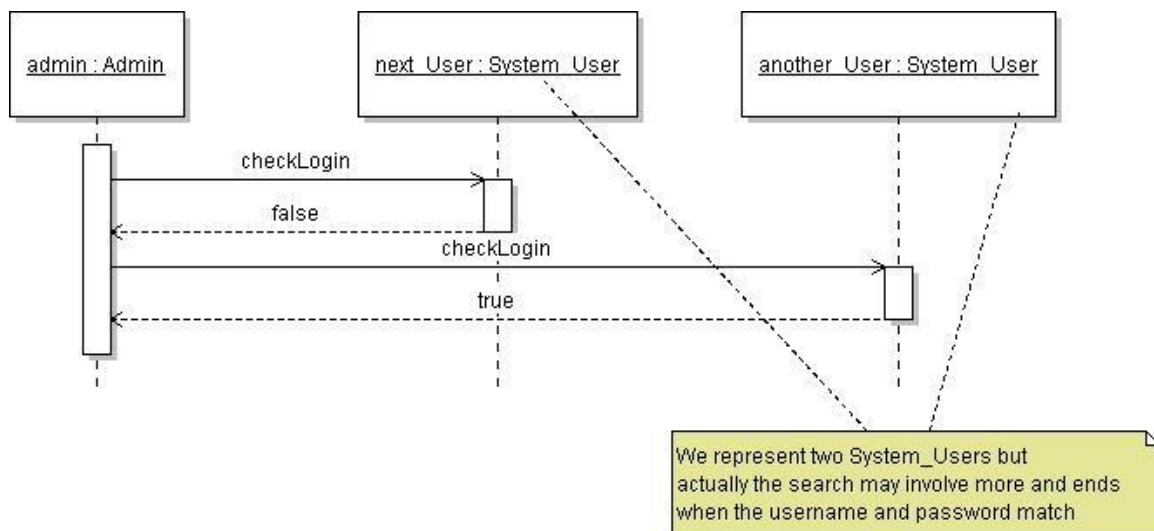 admin : Admin
next_User : System_User
another_User : System_User
checkLogin
false
checkLogin
true
We represent two System_Users but
actually the search may involve more and ends
when the username and password match